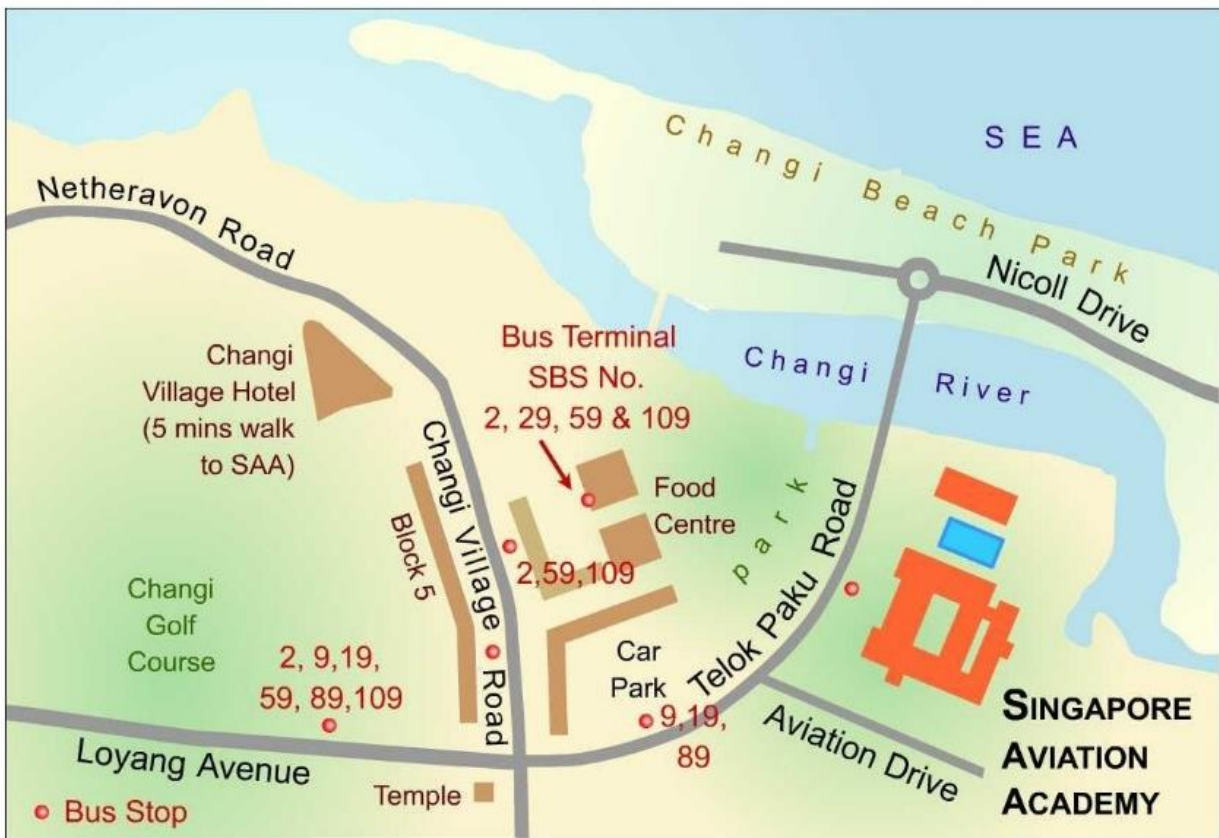 SEA
Changi Beach Park
Netheravon Road
Nicoll Drive
Bus Terminal
SBS No.
2, 29, 59 & 109
Changi
Village Hotel
(5 mins walk
to SAA)
Changi River
Changi Village Road
Block 5
Food
Centre
park
Telok Paku Road
2,59,109
Changi
Golf
Course
2, 9,19,
59, 89,109
Car
Park
9,19,
89
Loyang Avenue
Aviation Drive
SINGAPORE
AVIATION
ACADEMY
Temple
Bus Stop